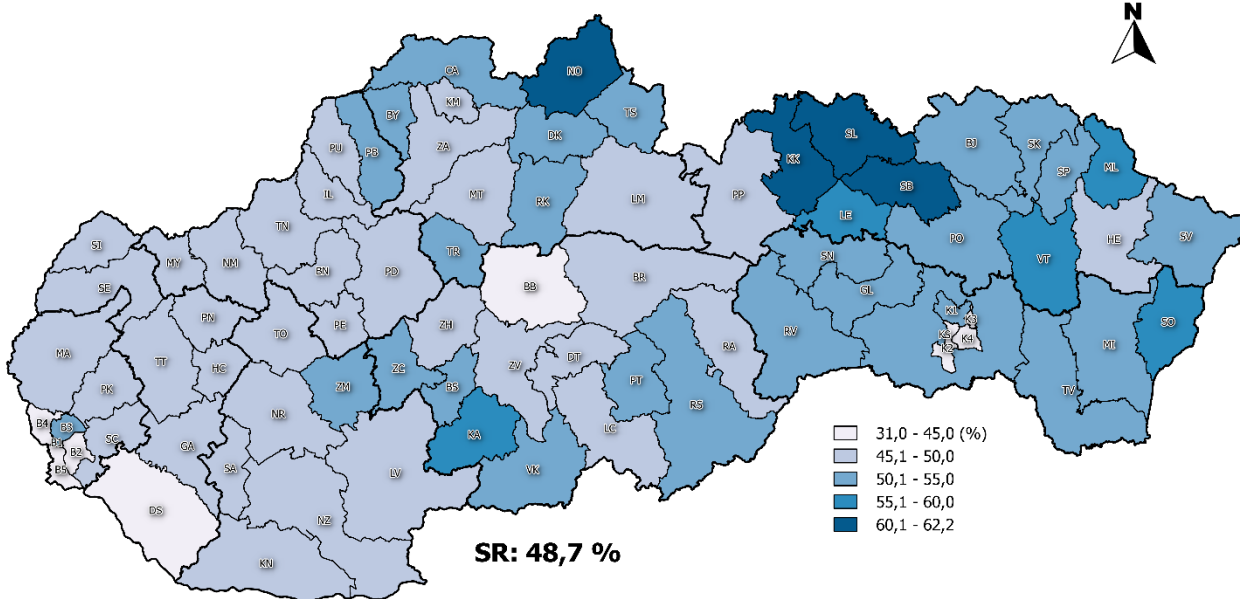 N
CA
NO
KM
BY
TS
PU
PB
ZA
DK
BJ
SK
SL
KK
SP
ML
IL
MT
RK
LM
PP
SB
LE
TN
SI
MY
NM
BN
PD
TR
PO
HE
SV
SE
BB
BR
SN
VT
GL
PN
TO
PE
ZH
K1
K3
SO
MA
TT
HC
ZV
DT
RA
RV
K4
K2
MI
PK
ZM
ZC
BS
PT
NR
RS
TV
B4
B3
B1
B2
B5
SC
GA
SA
LV
KA
VK
LC
DS
NZ
KN
31,0 - 45,0 (%)
45,1 - 50,0
50,1 - 55,0
55,1 - 60,0
60,1 - 62,2
SR: 48,7 %